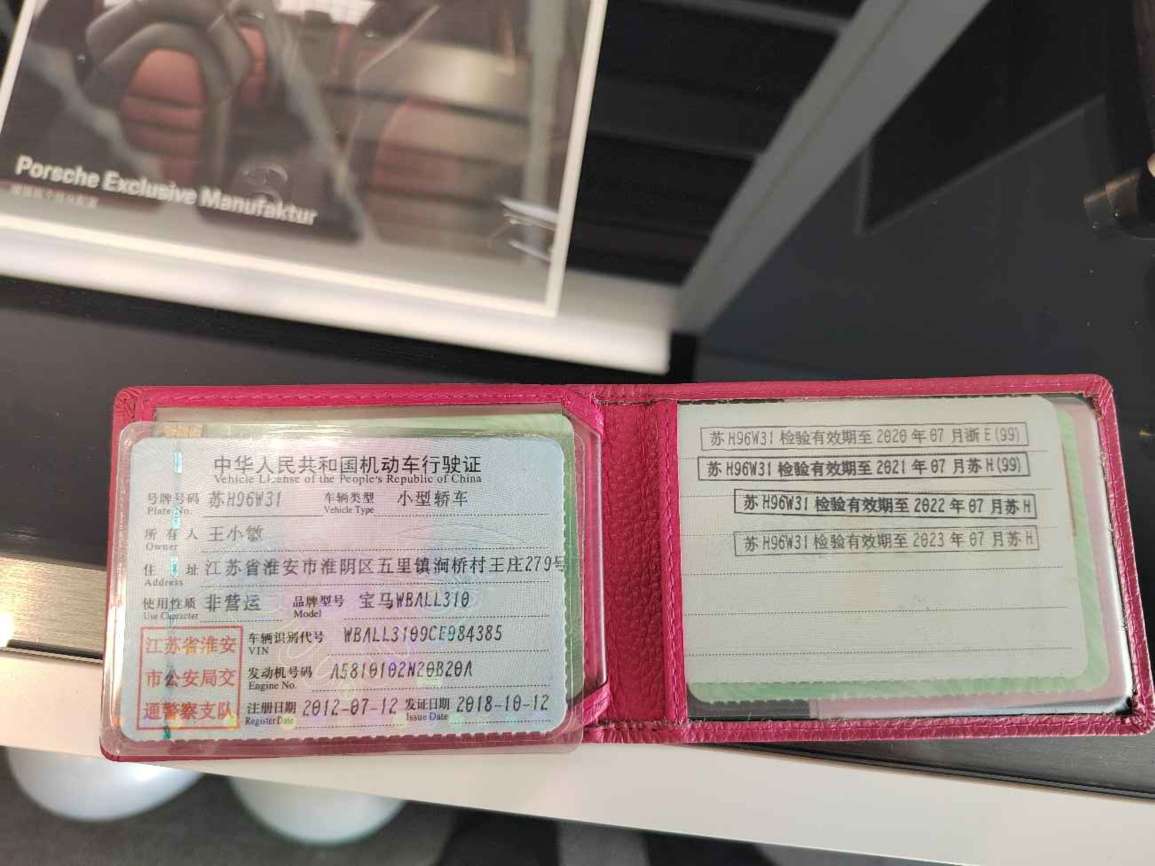 Porsche Exclusive Manufaktur
中华人民共和国机动车行驶证
Vehicle License of the People's Republic of China
号牌号码 苏H96W31 车辆类型 小型轿车
Plate No. Vehicle Type
所有人 王小敏
Owner
住址 江苏省淮安市淮阴区五里镇涧桥村王庄279号
Address
使用性质 非营运 品牌型号 宝马WBALL310
Use Character Model
江苏省淮安
市公安局交
通警察支队
车辆识别代号 WBALL3109CE984385
VIN
发动机号码 A5810102N20B20A
Engine No.
注册日期 2012-07-12 发证日期 2018-10-12
Register Date Issue Date
苏H96W31 检验有效期至 2020 年 07 月浙 E(99)
苏H96W31 检验有效期至 2021 年 07 月苏 H(99)
苏H96W31 检验有效期至 2022 年 07 月苏 H
苏H96W31 检验有效期至 2023 年 07 月苏 H